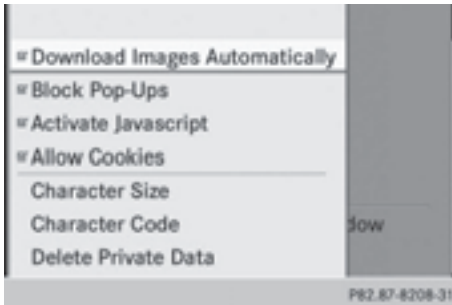 Download Images Automatically
Block Pop-Ups
Activate Javascript
Allow Cookies
Character Size
Character Code
dow
Delete Private Data
P82.87-8208-31